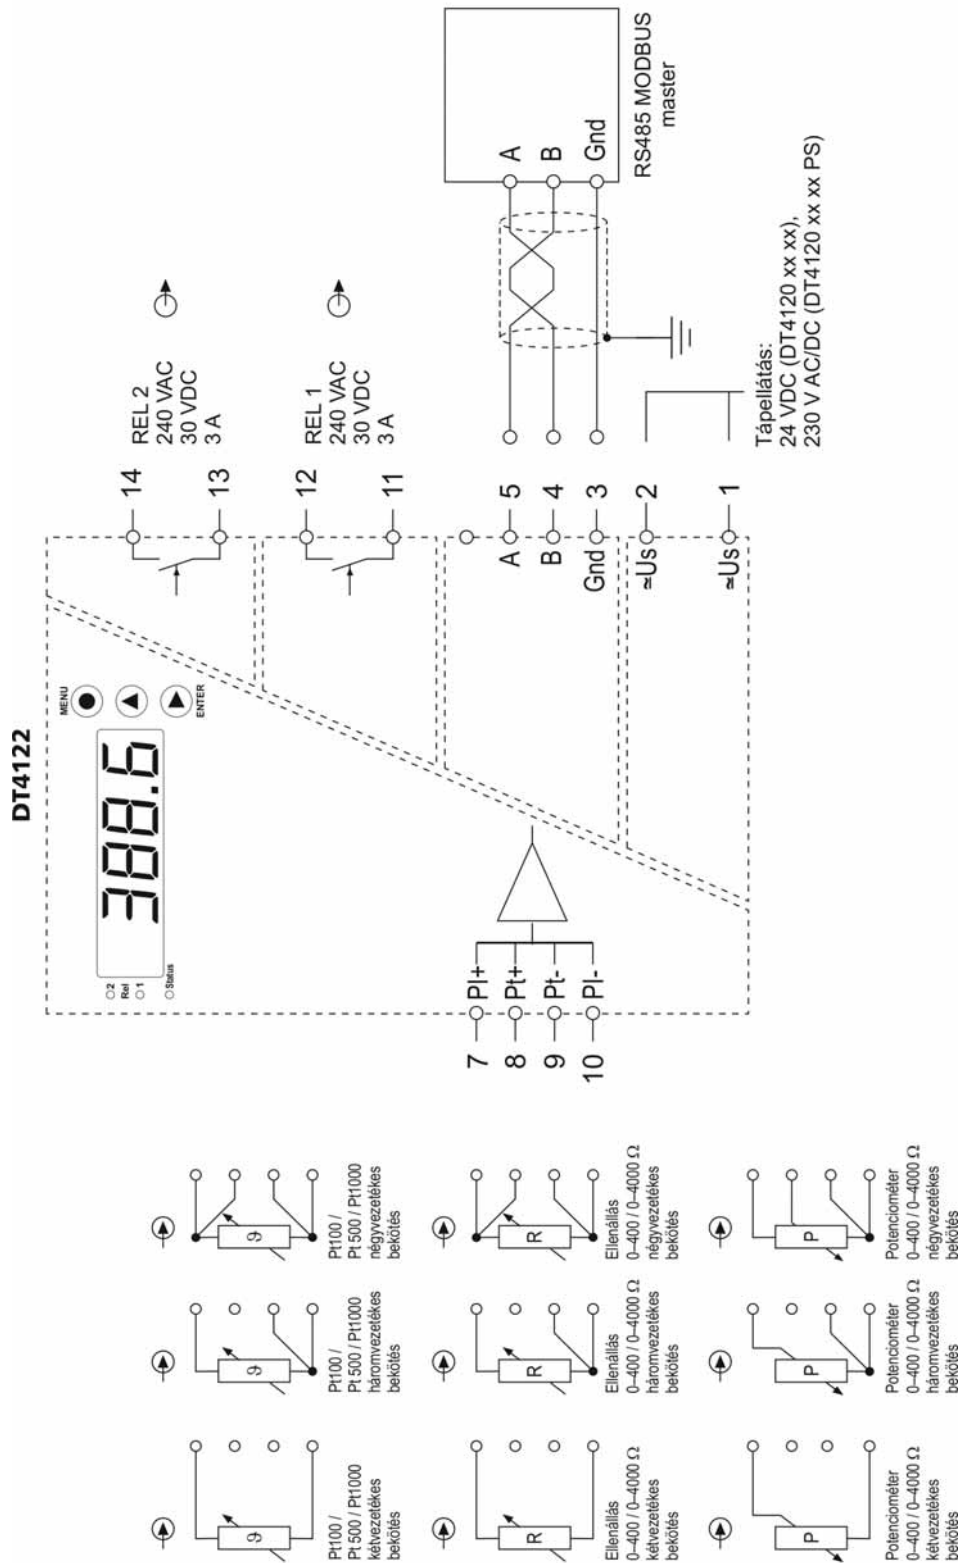 DT4122
MENU
ENTER
388.6
2
Rel
1
Status
14
13
REL 2
240 VAC
30 VDC
3 A
12
11
REL 1
240 VAC
30 VDC
3 A
A
B
Gnd
5
4
3
A
B
Gnd
RS485 MODBUS
master
≃Us
≃Us
2
1
Tápellátás:
24 VDC (DT4120 xx xx),
230 V AC/DC (DT4120 xx xx PS)
7
8
9
10
PI+
Pt+
Pt-
PI-
ϑ
Pt100 /
Pt 500 / Pt1000
kétvezetékes
bekötés
ϑ
Pt100 /
Pt 500 / Pt1000
háromvezetékes
bekötés
ϑ
Pt100 /
Pt 500 / Pt1000
négyvezetékes
bekötés
R
Ellenállás
0–400 / 0–4000 Ω
kétvezetékes
bekötés
R
Ellenállás
0–400 / 0–4000 Ω
háromvezetékes
bekötés
R
Ellenállás
0–400 / 0–4000 Ω
négyvezetékes
bekötés
P
Potenciométer
0–400 / 0–4000 Ω
kétvezetékes
bekötés
P
Potenciométer
0–400 / 0–4000 Ω
háromvezetékes
bekötés
P
Potenciométer
0–400 / 0–4000 Ω
négyvezetékes
bekötés